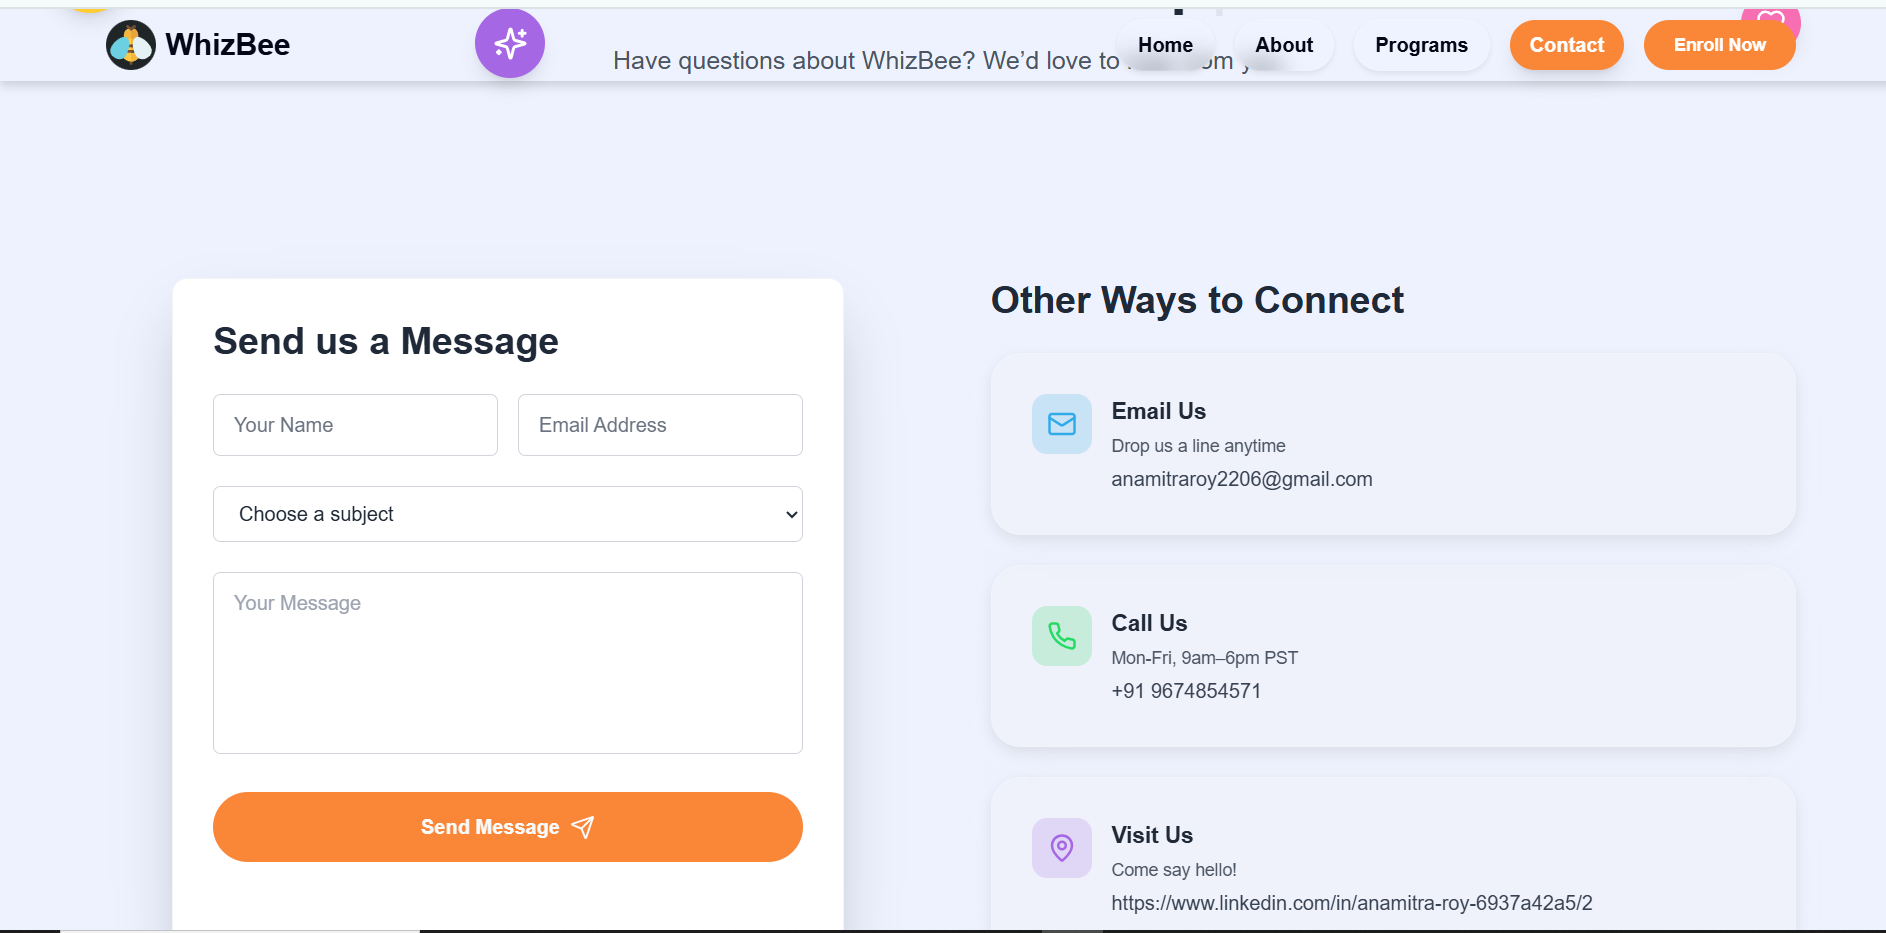 WhizBee
Home
About
Programs
Contact
Enroll Now
Have questions about WhizBee? We’d love to
Send us a Message
Your Name
Email Address
Choose a subject
Your Message
Send Message
Other Ways to Connect
Email Us
Drop us a line anytime
anamitraroy2206@gmail.com
Call Us
Mon-Fri, 9am–6pm PST
+91 9674854571
Visit Us
Come say hello!
https://www.linkedin.com/in/anamitra-roy-6937a42a5/2